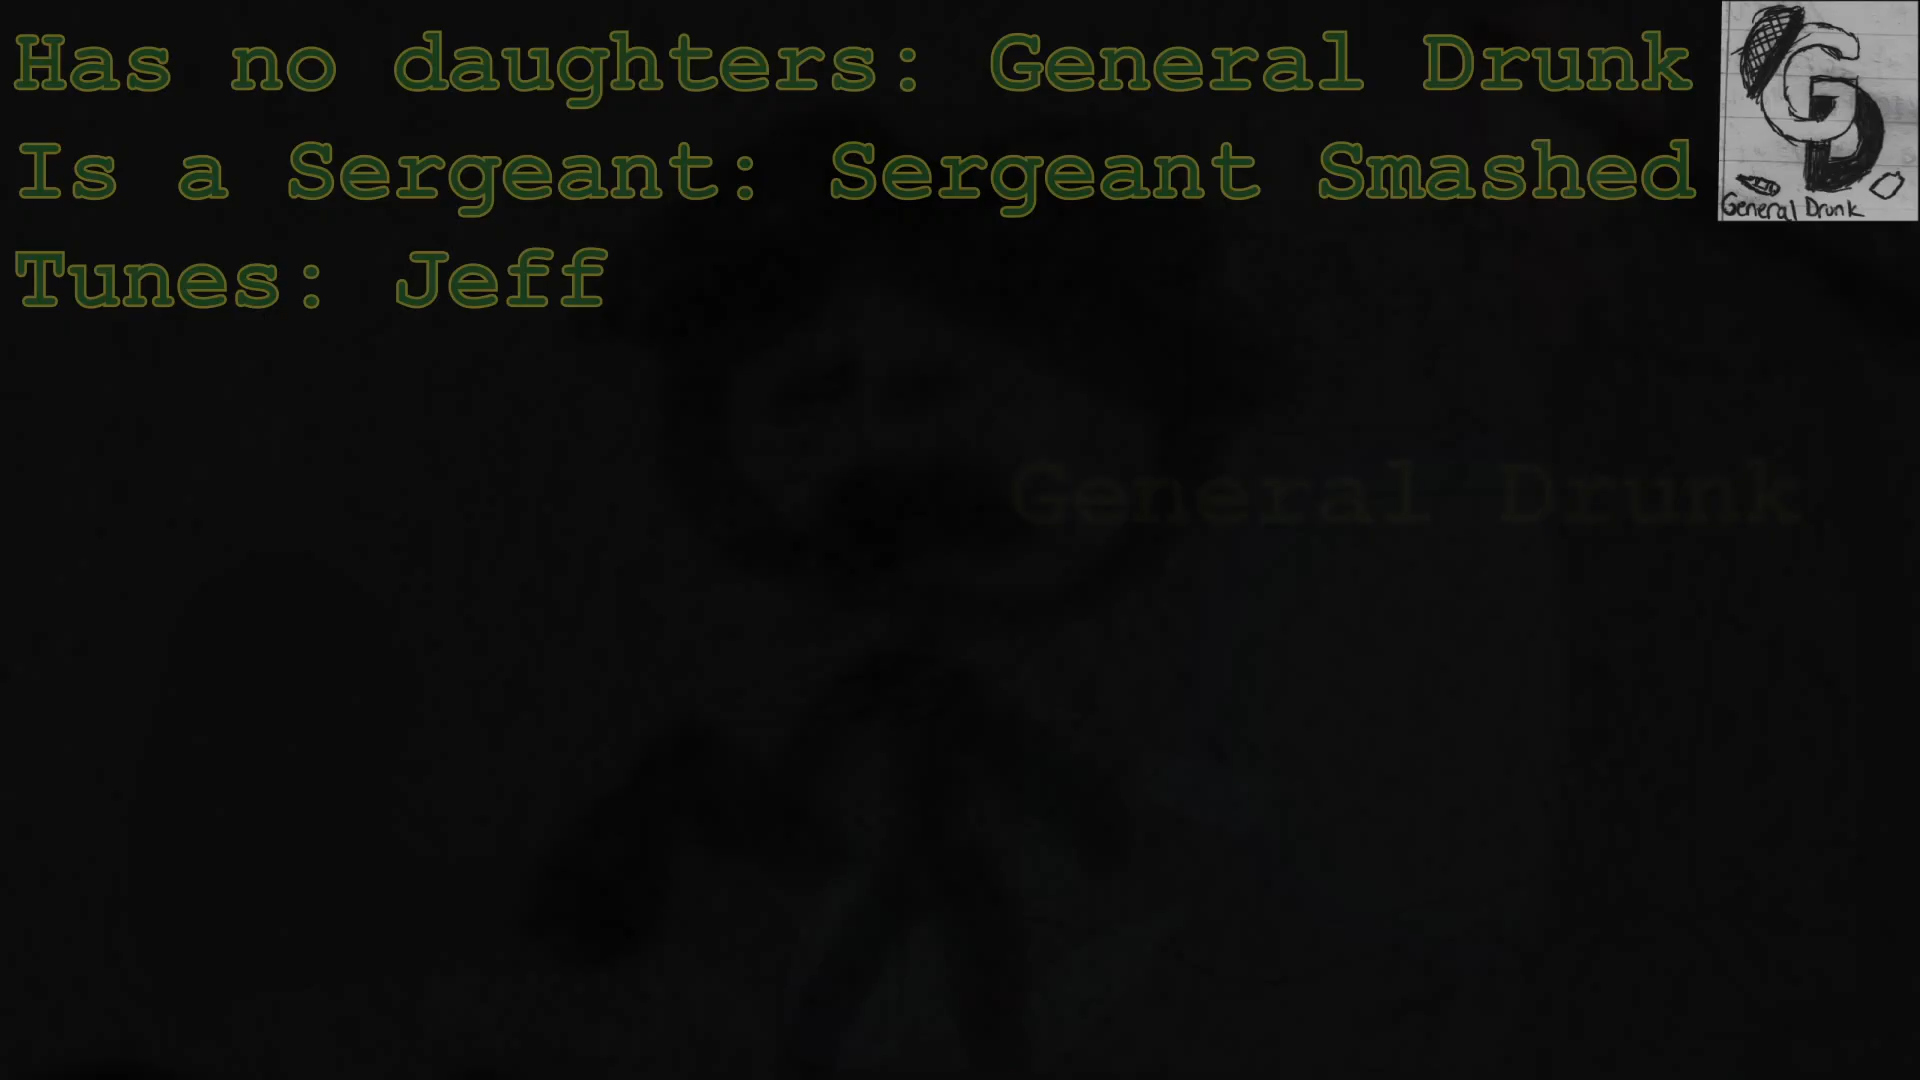 Has no daughters: General Drunk
Is a Sergeant: Sergeant Smashed
Tunes: Jeff
General Drunk
General Drunk